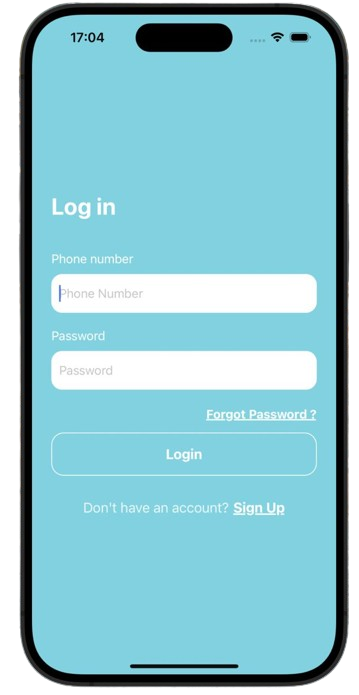 17:04
Log in
Phone number
Phone Number
Password
Password
Forgot Password ?
Login
Don't have an account? Sign Up